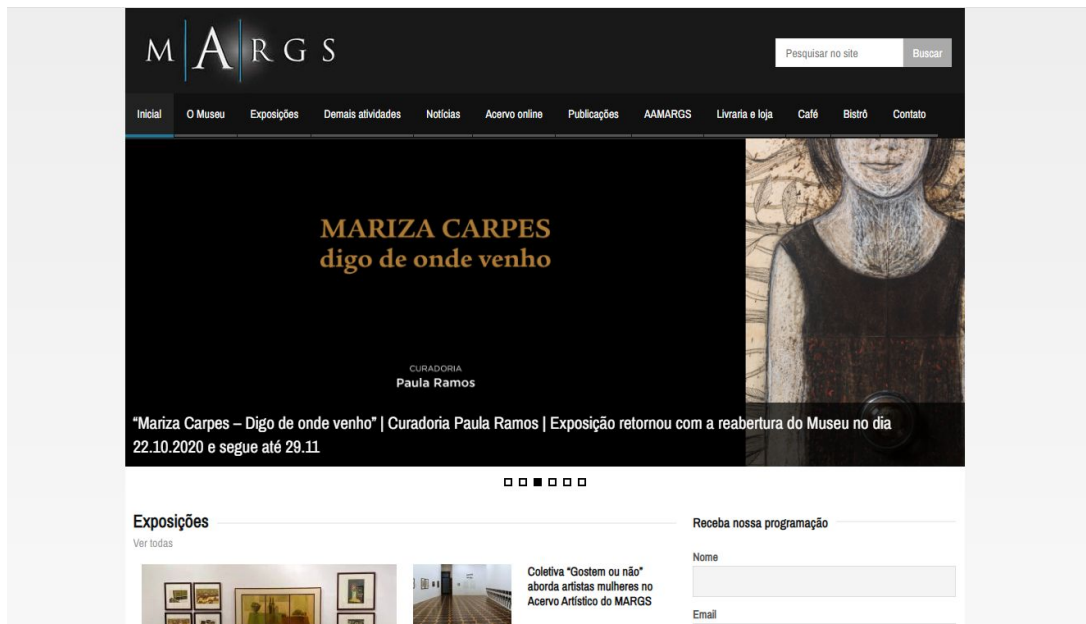 MARGS
Pesquisar no site
Buscar
Inicial
O Museu
Exposições
Demais atividades
Notícias
Acervo online
Publicações
AAMARGS
Livraria e loja
Café
Bistrô
Contato
MARIZA CARPES
digo de onde venho
CURADORIA
Paula Ramos
“Mariza Carpes – Digo de onde venho” | Curadoria Paula Ramos | Exposição retornou com a reabertura do Museu no dia
22.10.2020 e segue até 29.11
Exposições
Ver todas
Coletiva “Gostem ou não”
aborda artistas mulheres no
Acervo Artístico do MARGS
Receba nossa programação
Nome
Email